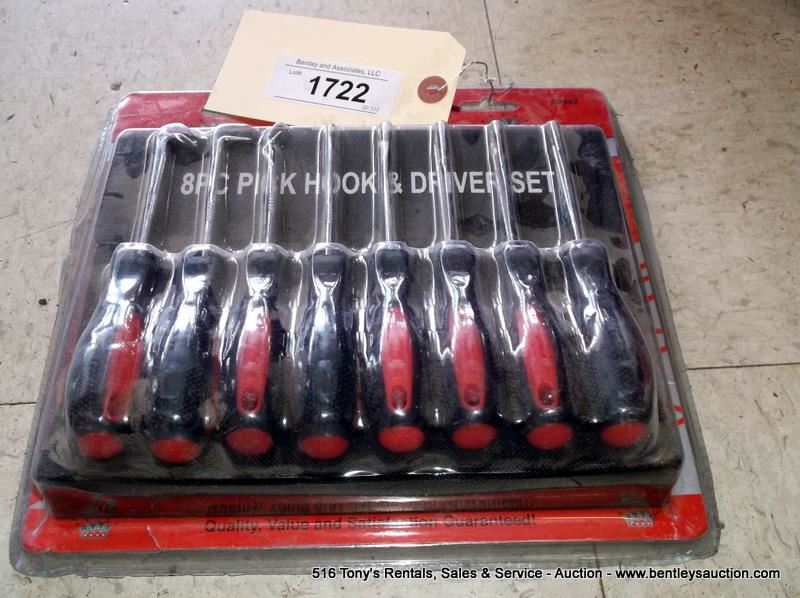 Bentley and Associates, LLC
Lot#:
1722
8PC PICK HOOK & DRIVER SET
Quality, Value and Satisfaction Guaranteed!
516 Tony's Rentals, Sales & Service - Auction - www.bentleysauction.com